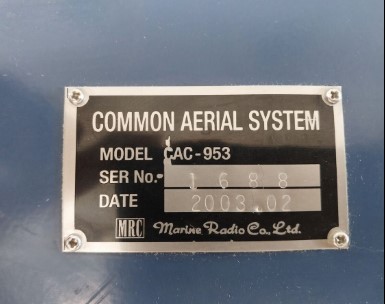 COMMON AERIAL SYSTEM
MODEL CAC-953
SER No. 1688
DATE 2003.02
MRC Marine Radio Co., Ltd.